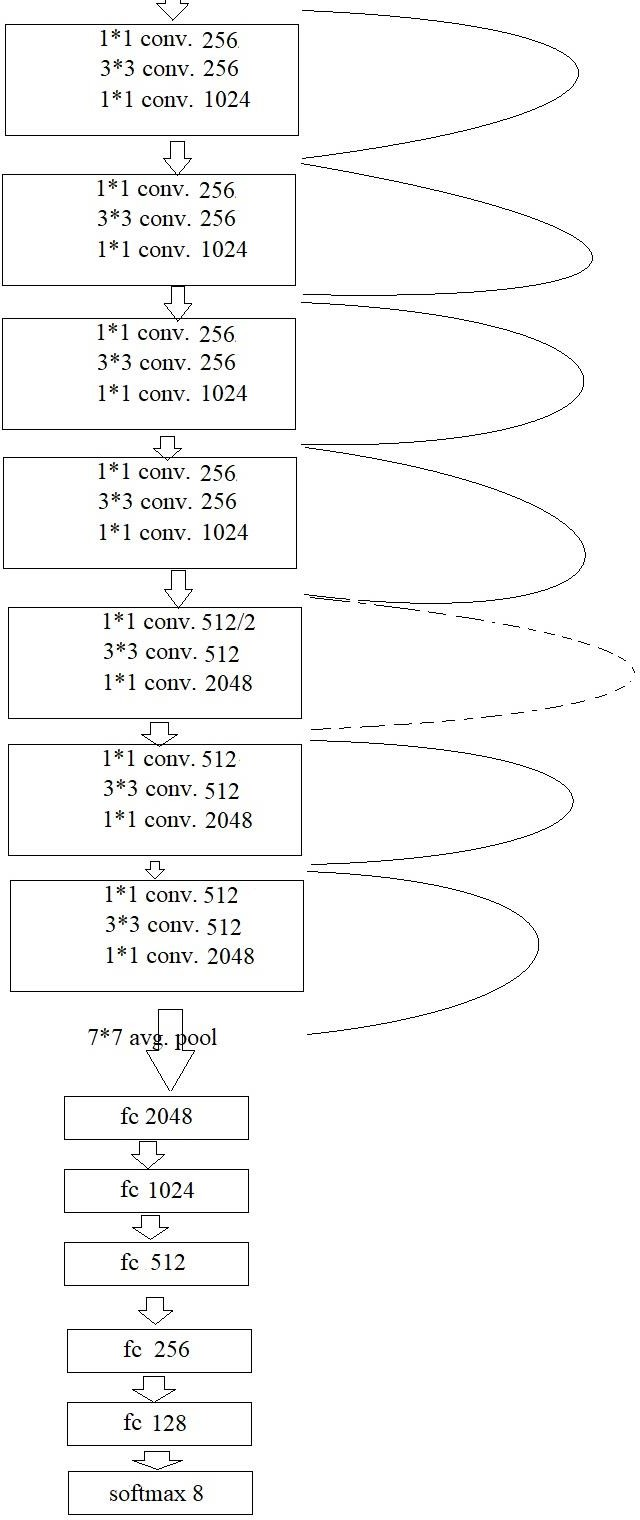 1*1 conv. 256
3*3 conv. 256
1*1 conv. 1024
1*1 conv. 256
3*3 conv. 256
1*1 conv. 1024
1*1 conv. 256
3*3 conv. 256
1*1 conv. 1024
1*1 conv. 256
3*3 conv. 256
1*1 conv. 1024
1*1 conv. 512/2
3*3 conv. 512
1*1 conv. 2048
1*1 conv. 512
3*3 conv. 512
1*1 conv. 2048
1*1 conv. 512
3*3 conv. 512
1*1 conv. 2048
7*7 avg. pool
fc 2048
fc 1024
fc 512
fc 256
fc 128
softmax 8